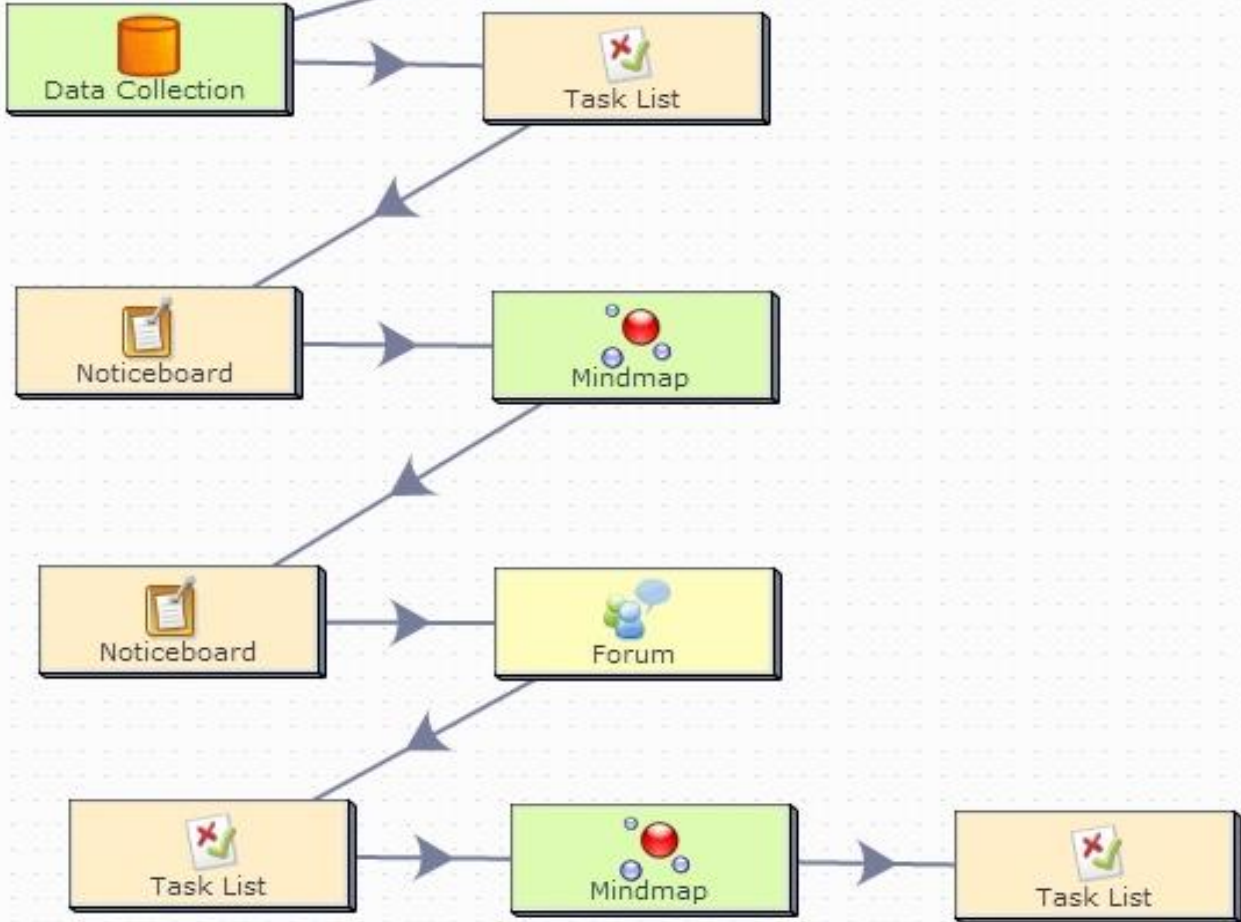 Data Collection
Task List
Noticeboard
Mindmap
Noticeboard
Forum
Task List
Mindmap
Task List